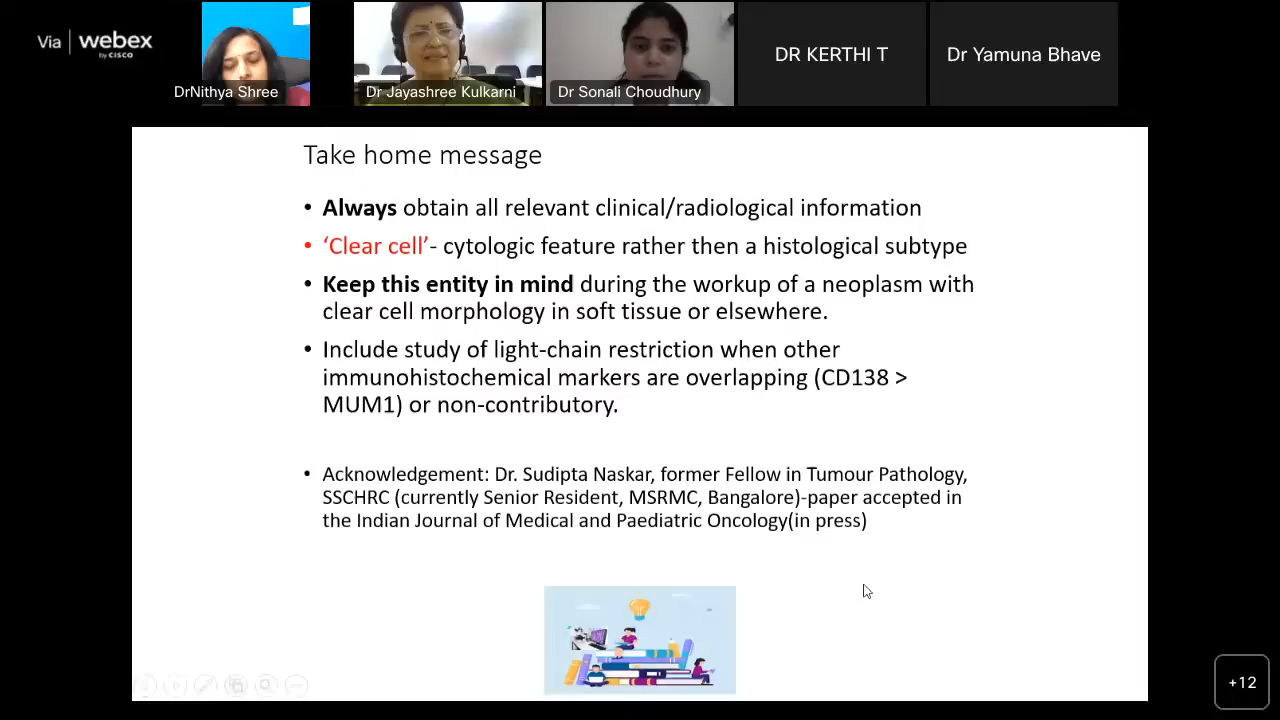 Via webex
by CISCO
DrNithya Shree
Dr Jayashree Kulkarni
Dr Sonali Choudhury
DR KERTHI T
Dr Yamuna Bhave
Take home message
• Always obtain all relevant clinical/radiological information
• ‘Clear cell’- cytologic feature rather then a histological subtype
• Keep this entity in mind during the workup of a neoplasm with
clear cell morphology in soft tissue or elsewhere.
• Include study of light-chain restriction when other
immunohistochemical markers are overlapping (CD138 >
MUM1) or non-contributory.
• Acknowledgement: Dr. Sudipta Naskar, former Fellow in Tumour Pathology,
SSCHRC (currently Senior Resident, MSRMC, Bangalore)-paper accepted in
the Indian Journal of Medical and Paediatric Oncology(in press)
+12